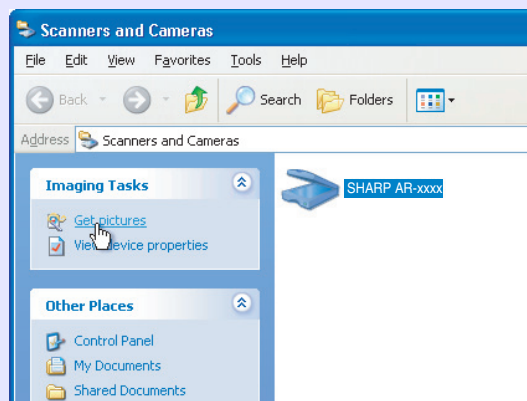 Scanners and Cameras
File Edit View Favorites Tools Help
Back Search Folders
Address Scanners and Cameras
Imaging Tasks
Get pictures
View device properties
SHARP AR-xxxx
Other Places
Control Panel
My Documents
Shared Documents